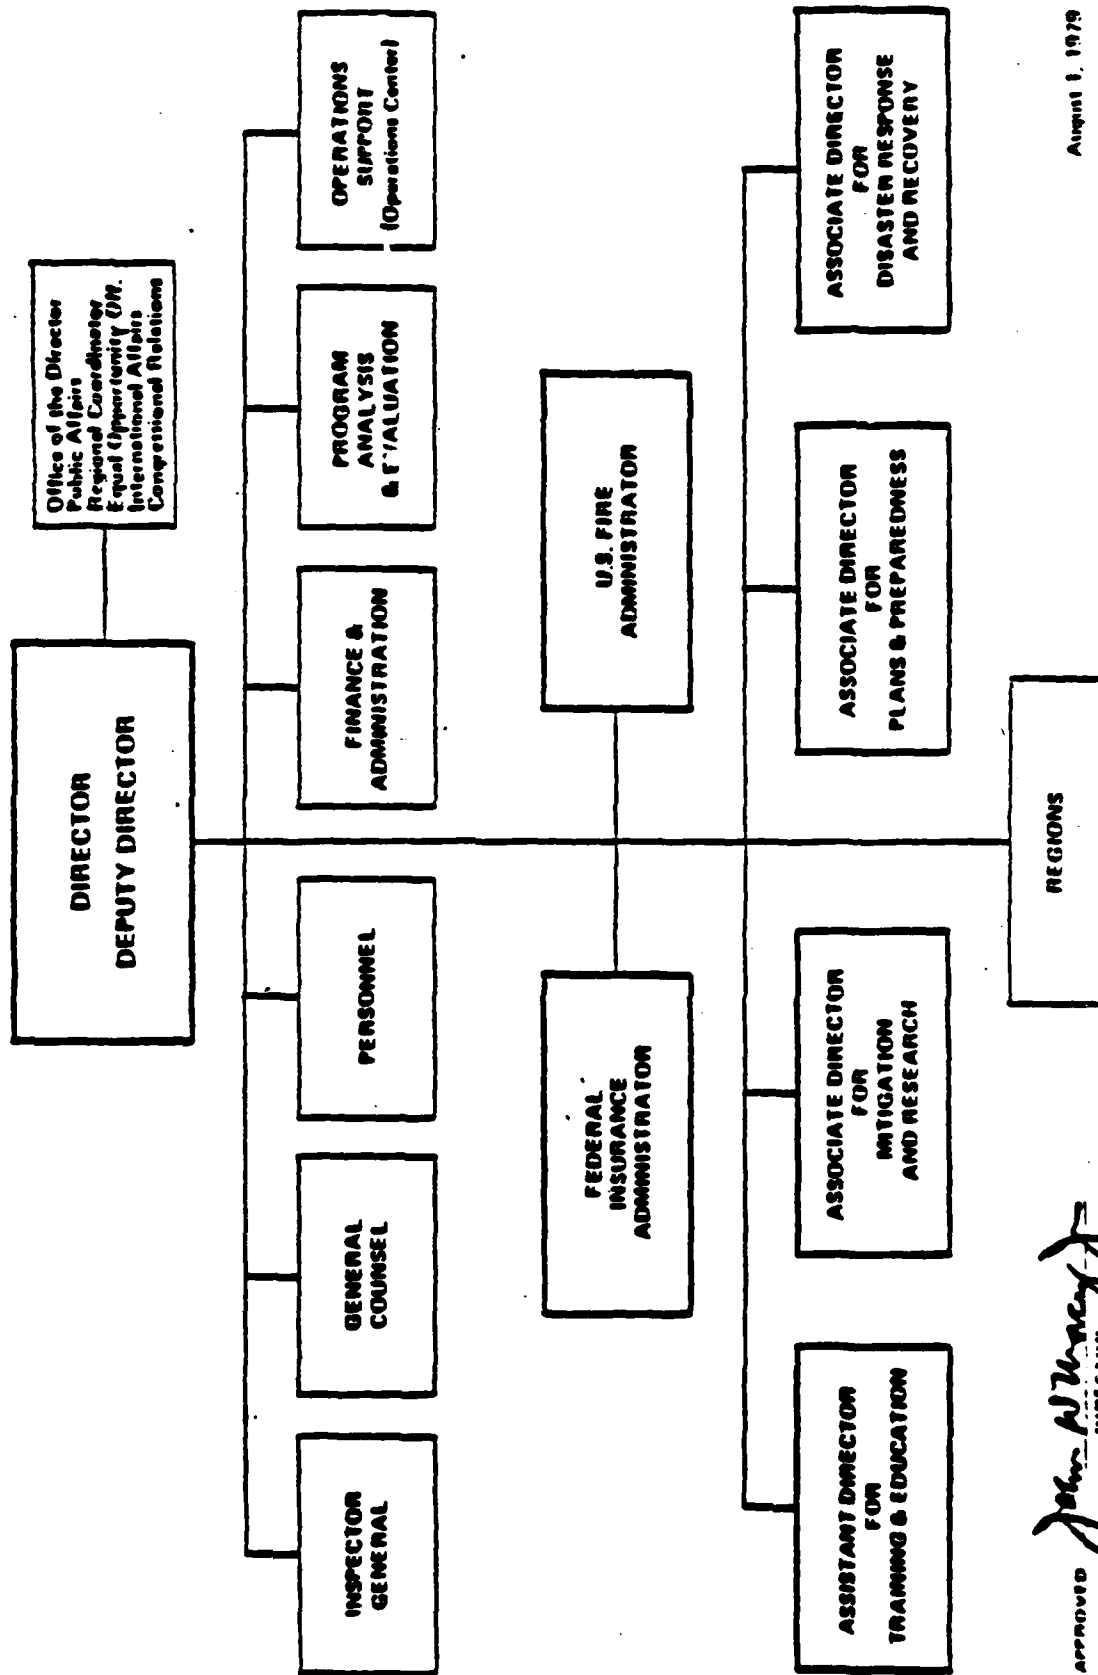 Office of the Director
Public Affairs
Regional Coordinator
Equal Opportunity Off.
International Affairs
Congressional Relations
DIRECTOR
DEPUTY DIRECTOR
INSPECTOR
GENERAL
GENERAL
COUNSEL
PERSONNEL
FINANCE &
ADMINISTRATION
PROGRAM
ANALYSIS
& EVALUATION
OPERATIONS
SUPPORT
(Operations Center)
FEDERAL
INSURANCE
ADMINISTRATOR
U.S. FIRE
ADMINISTRATOR
ASSISTANT DIRECTOR
FOR
TRAINING & EDUCATION
ASSOCIATE DIRECTOR
FOR
MITIGATION
AND RESEARCH
ASSOCIATE DIRECTOR
FOR
PLANS & PREPAREDNESS
ASSOCIATE DIRECTOR
FOR
DISASTER RESPONSE
AND RECOVERY
REGIONS
APPROVED John W Macy Jr
August 1, 1979